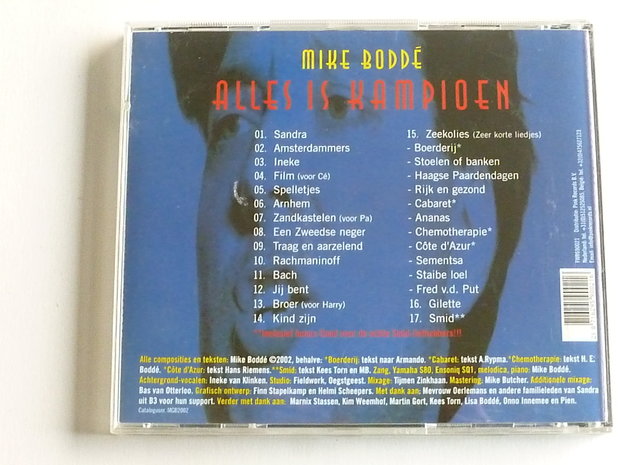 MIKE BODDÉ
ALLES IS KAMPIOEN
01. Sandra
02. Amsterdammers
03. Ineke
04. Film (voor Cé)
05. Spelletjes
06. Arnhem
07. Zandkastelen (voor Pa)
08. Een Zweedse neger
09. Traag en aarzelend
10. Rachmaninoff
11. Bach
12. Jij bent
13. Broer (voor Harry)
14. Kind zijn
15. Zeekolies (Zeer korte liedjes)
- Boerderij*
- Stoelen of banken
- Haagse Paardendagen
- Rijk en gezond
- Cabaret*
- Ananas
- Chemotherapie*
- Côte d'Azur*
- Sementsa
- Staibe loel
- Fred v.d. Put
16. Gilette
17. Smid**
Alle composities en teksten: Mike Boddé ©2002, behalve: *Boerderij: tekst naar Armando. *Cabaret: tekst A.Rypma. *Chemotherapie: tekst H. E.
Boddé. *Côte d'Azur: tekst Hans Riemens. **Smid: tekst Kees Torn en MB. Zang, Yamaha S80, Ensoniq SQ1, melodica, piano: Mike Boddé.
Achtergrond-vocalen: Ineke van Klinken. Studio: Fieldwork, Oegstgeest. Mixage: Tijmen Zinkhaan. Mastering: Mike Butcher. Additionele mixage:
Bas van Otterloo. Grafisch ontwerp: Finn Stapelkamp en Helmi Scheepers. Met dank aan: Mevrouw Oerlemans en andere familieleden van Sandra
uit B3 voor hun support. Verder met dank aan: Marnix Stassen, Kim Weemhof, Martin Gort, Kees Torn, Lisa Boddé, Onno Innemee en Pien.
Catalogusnr. MGB2002